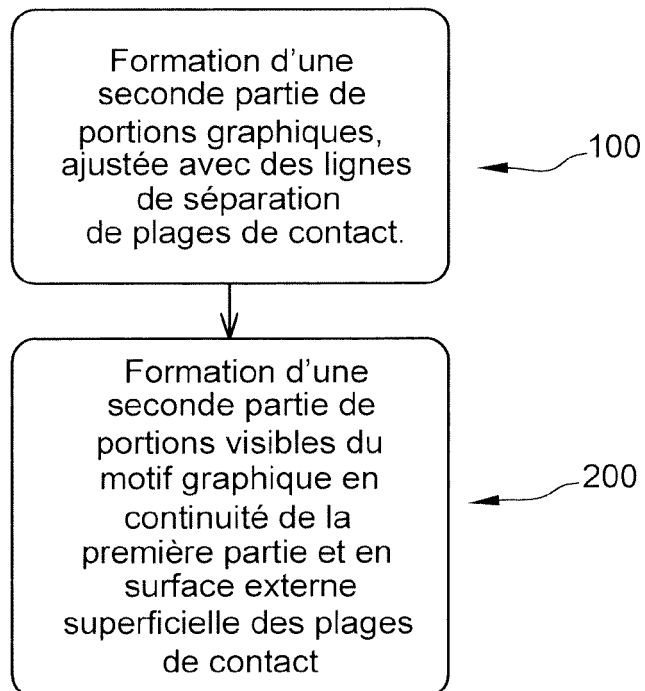 Formation d'une
seconde partie de
portions graphiques,
ajustée avec des lignes
de séparation
de plages de contact.
100
Formation d'une
seconde partie de
portions visibles du
motif graphique en
continuité de la
première partie et en
surface externe
superficielle des plages
de contact
200